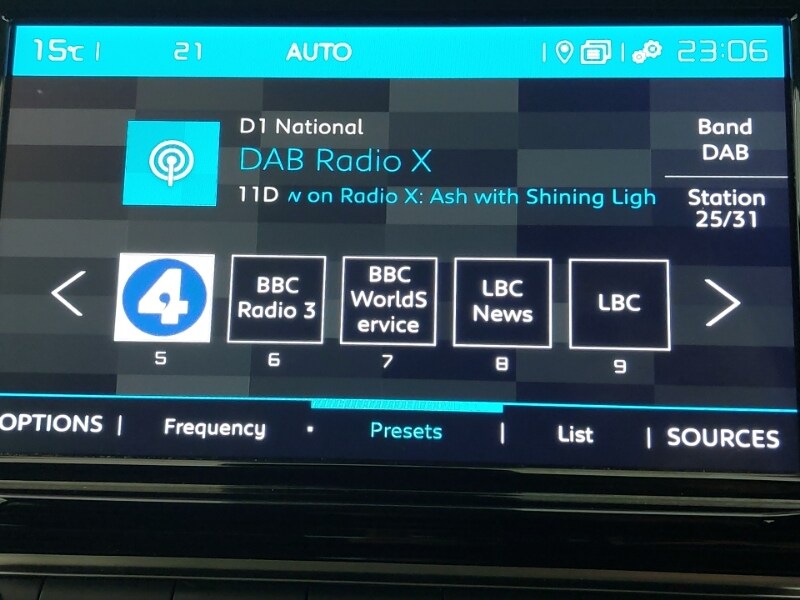 15°C | 21 AUTO | | 23:06
D1 National
DAB Radio X
11D w on Radio X: Ash with Shining Ligh
Band
DAB
Station
25/31
4
5
BBC
Radio 3
6
BBC
WorldS
ervice
7
LBC
News
8
LBC
9
OPTIONS | Frequency · Presets | List | SOURCES